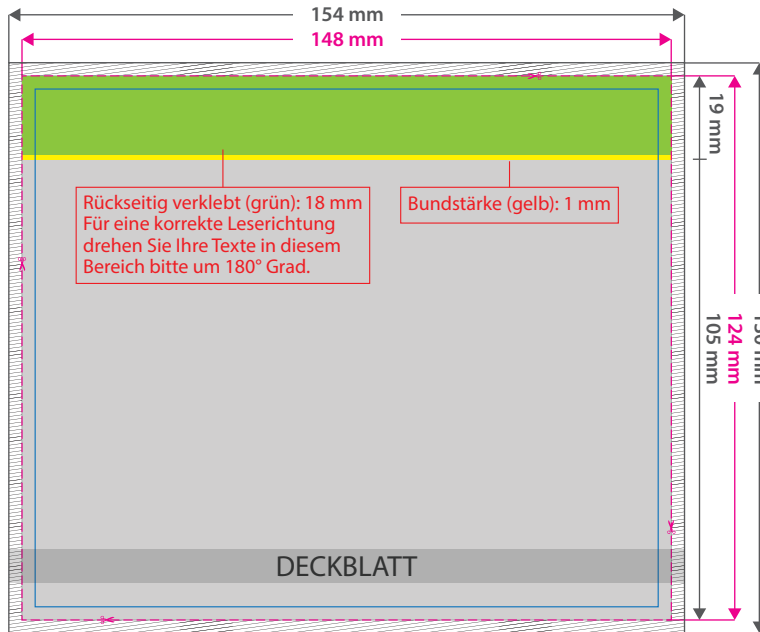 154 mm
148 mm
19 mm
Rückseitig verklebt (grün): 18 mm
Für eine korrekte Leserichtung
drehen Sie Ihre Texte in diesem
Bereich bitte um 180° Grad.
Bundstärke (gelb): 1 mm
105 mm
124 mm
DECKBLATT